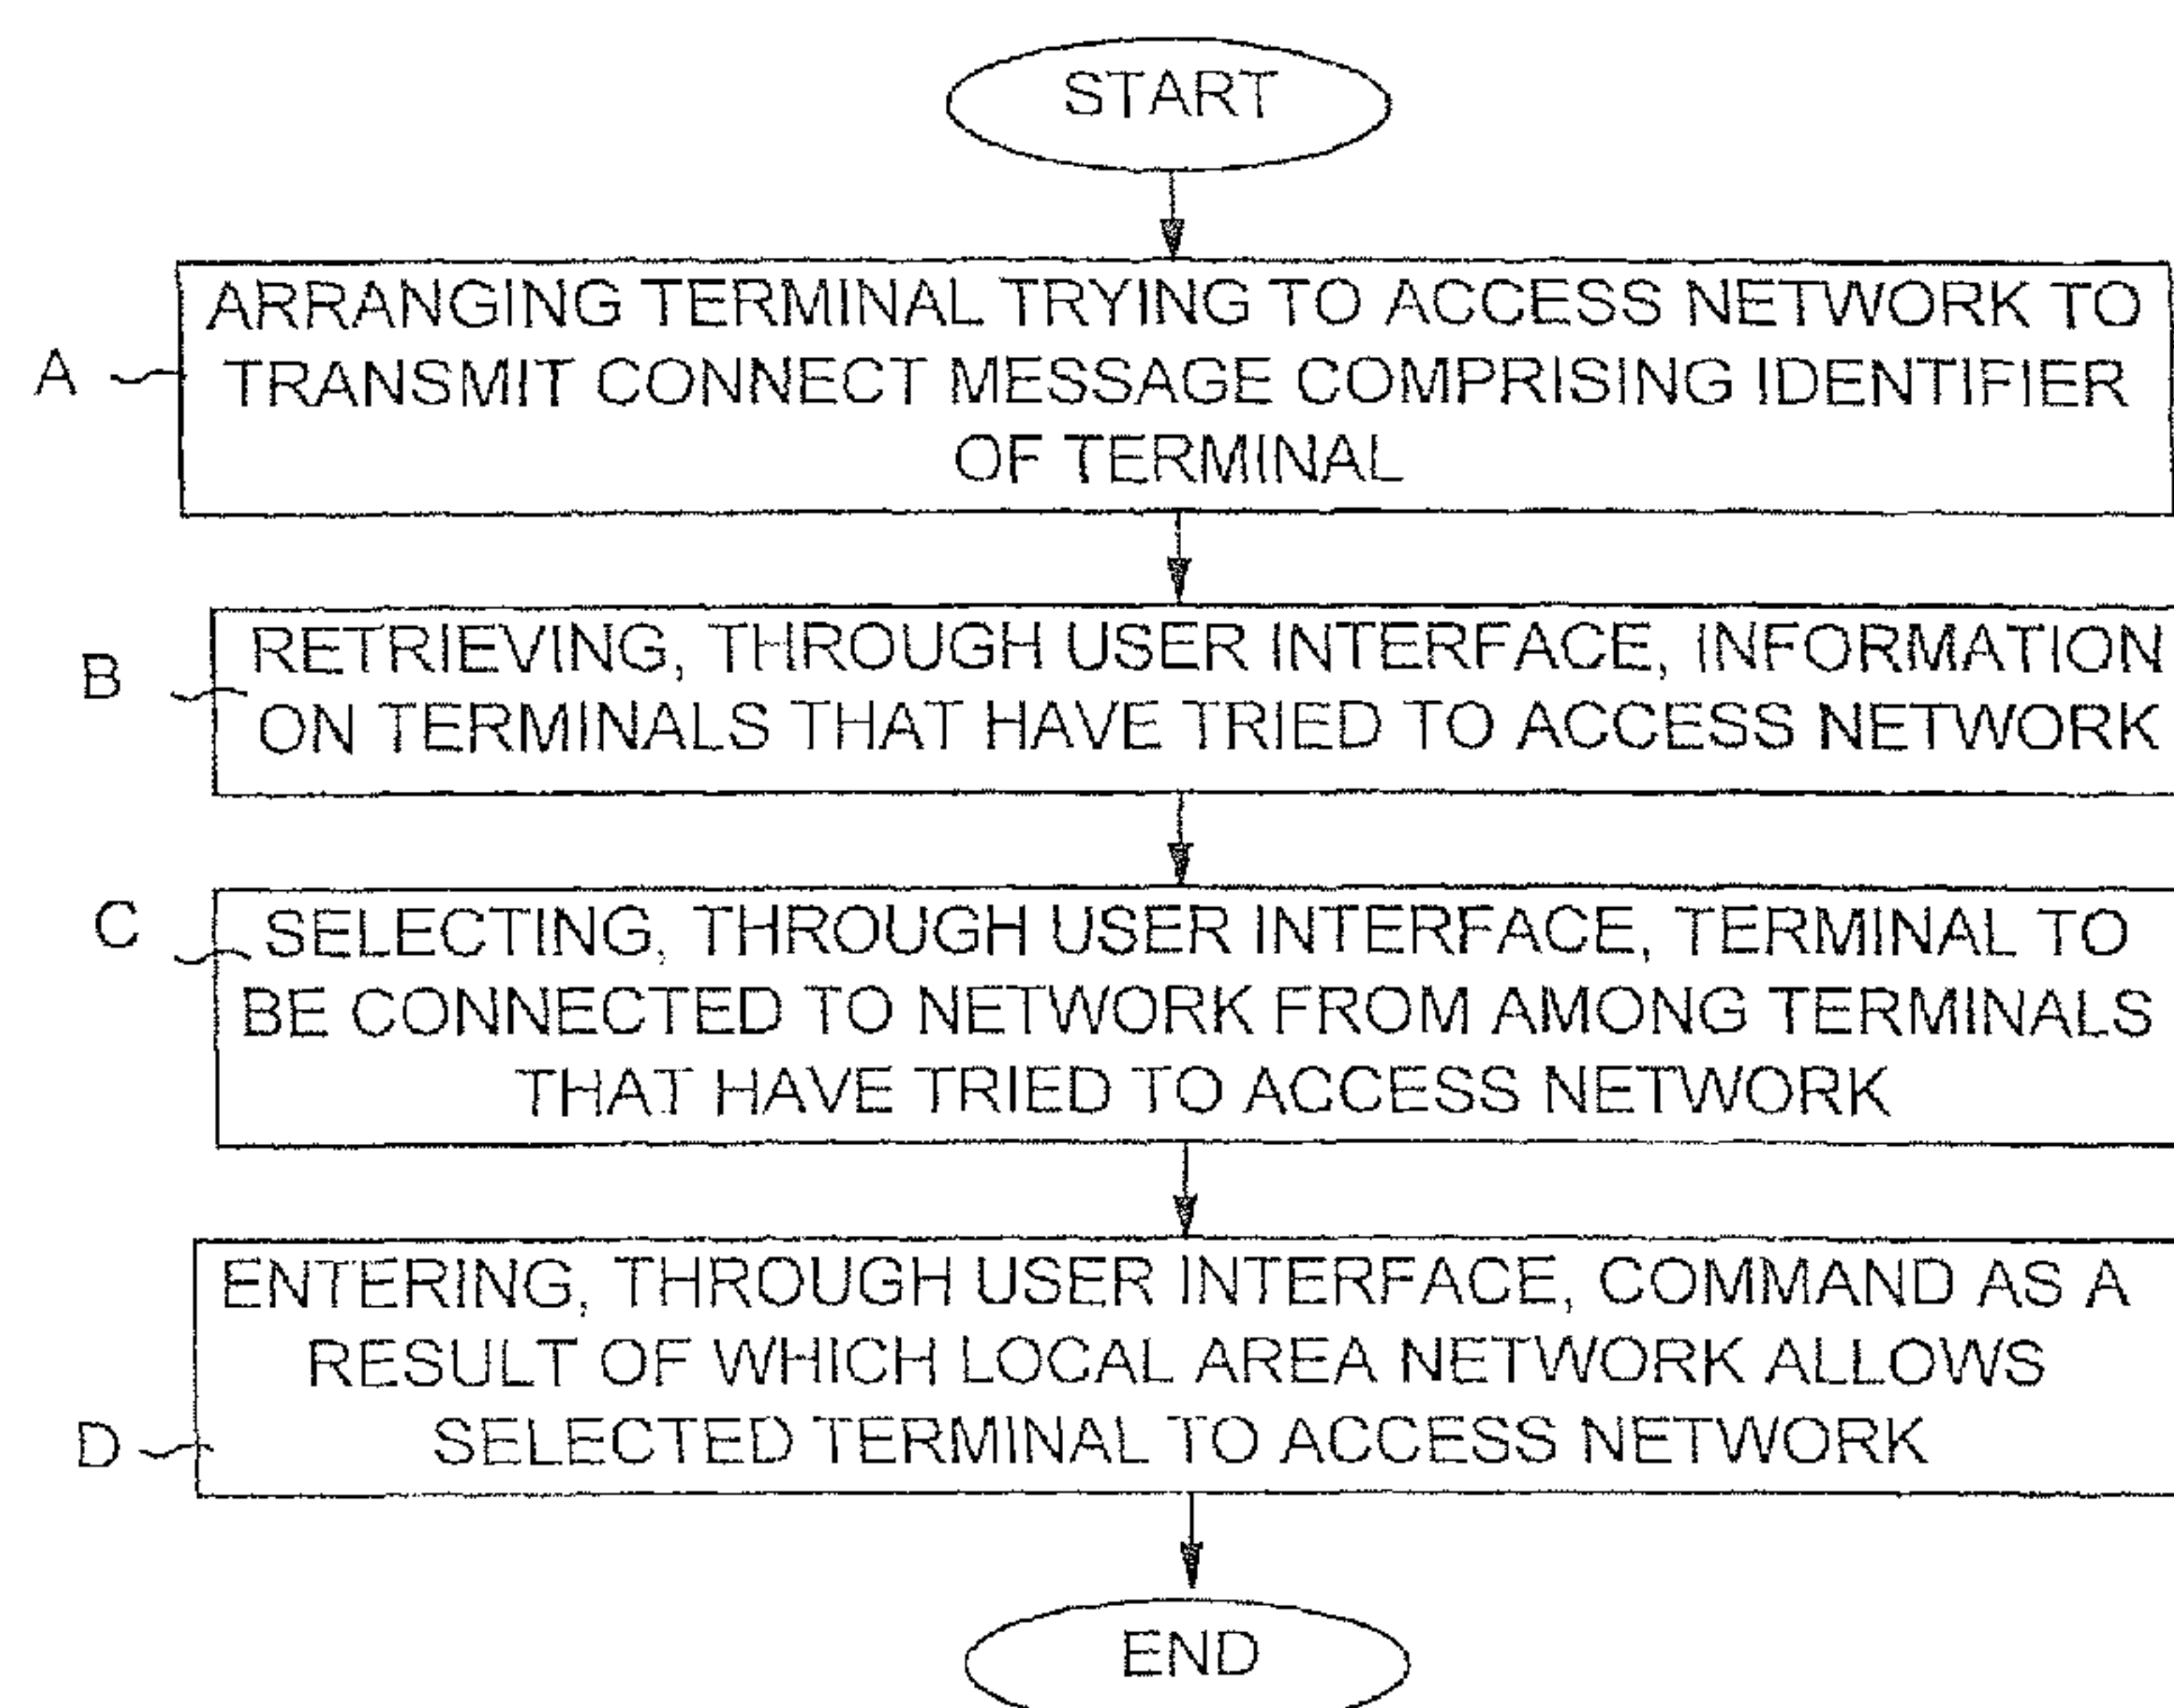 START
A
ARRANGING TERMINAL TRYING TO ACCESS NETWORK TO
TRANSMIT CONNECT MESSAGE COMPRISING IDENTIFIER
OF TERMINAL
B
RETRIEVING, THROUGH USER INTERFACE, INFORMATION
ON TERMINALS THAT HAVE TRIED TO ACCESS NETWORK
C
SELECTING, THROUGH USER INTERFACE, TERMINAL TO
BE CONNECTED TO NETWORK FROM AMONG TERMINALS
THAT HAVE TRIED TO ACCESS NETWORK
D
ENTERING, THROUGH USER INTERFACE, COMMAND AS A
RESULT OF WHICH LOCAL AREA NETWORK ALLOWS
SELECTED TERMINAL TO ACCESS NETWORK
END